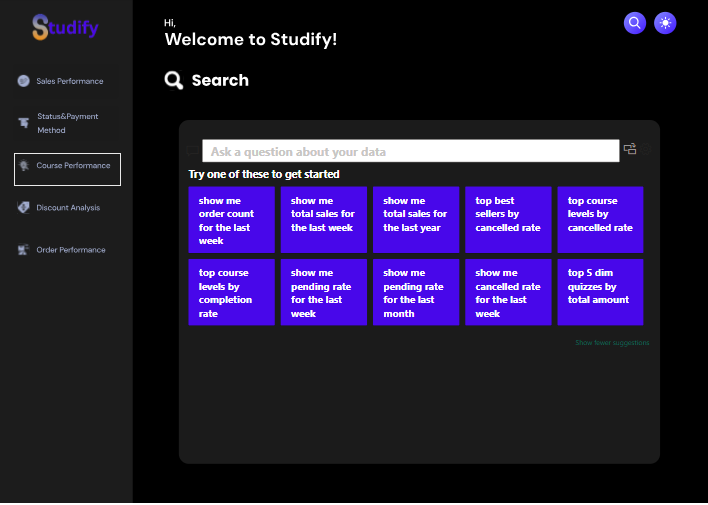 Studify
Hi,
Welcome to Studify!
Sales Performance
Status&Payment
Method
Course Performance
Discount Analysis
Order Performance
Search
Ask a question about your data
Try one of these to get started
show me
order count
for the last
week
show me
total sales for
the last week
show me
total sales for
the last year
top best
sellers by
cancelled rate
top course
levels by
cancelled rate
top course
levels by
completion
rate
show me
pending rate
for the last
week
show me
pending rate
for the last
month
show me
cancelled rate
for the last
week
top 5 dim
quizzes by
total amount
Show fewer suggestions